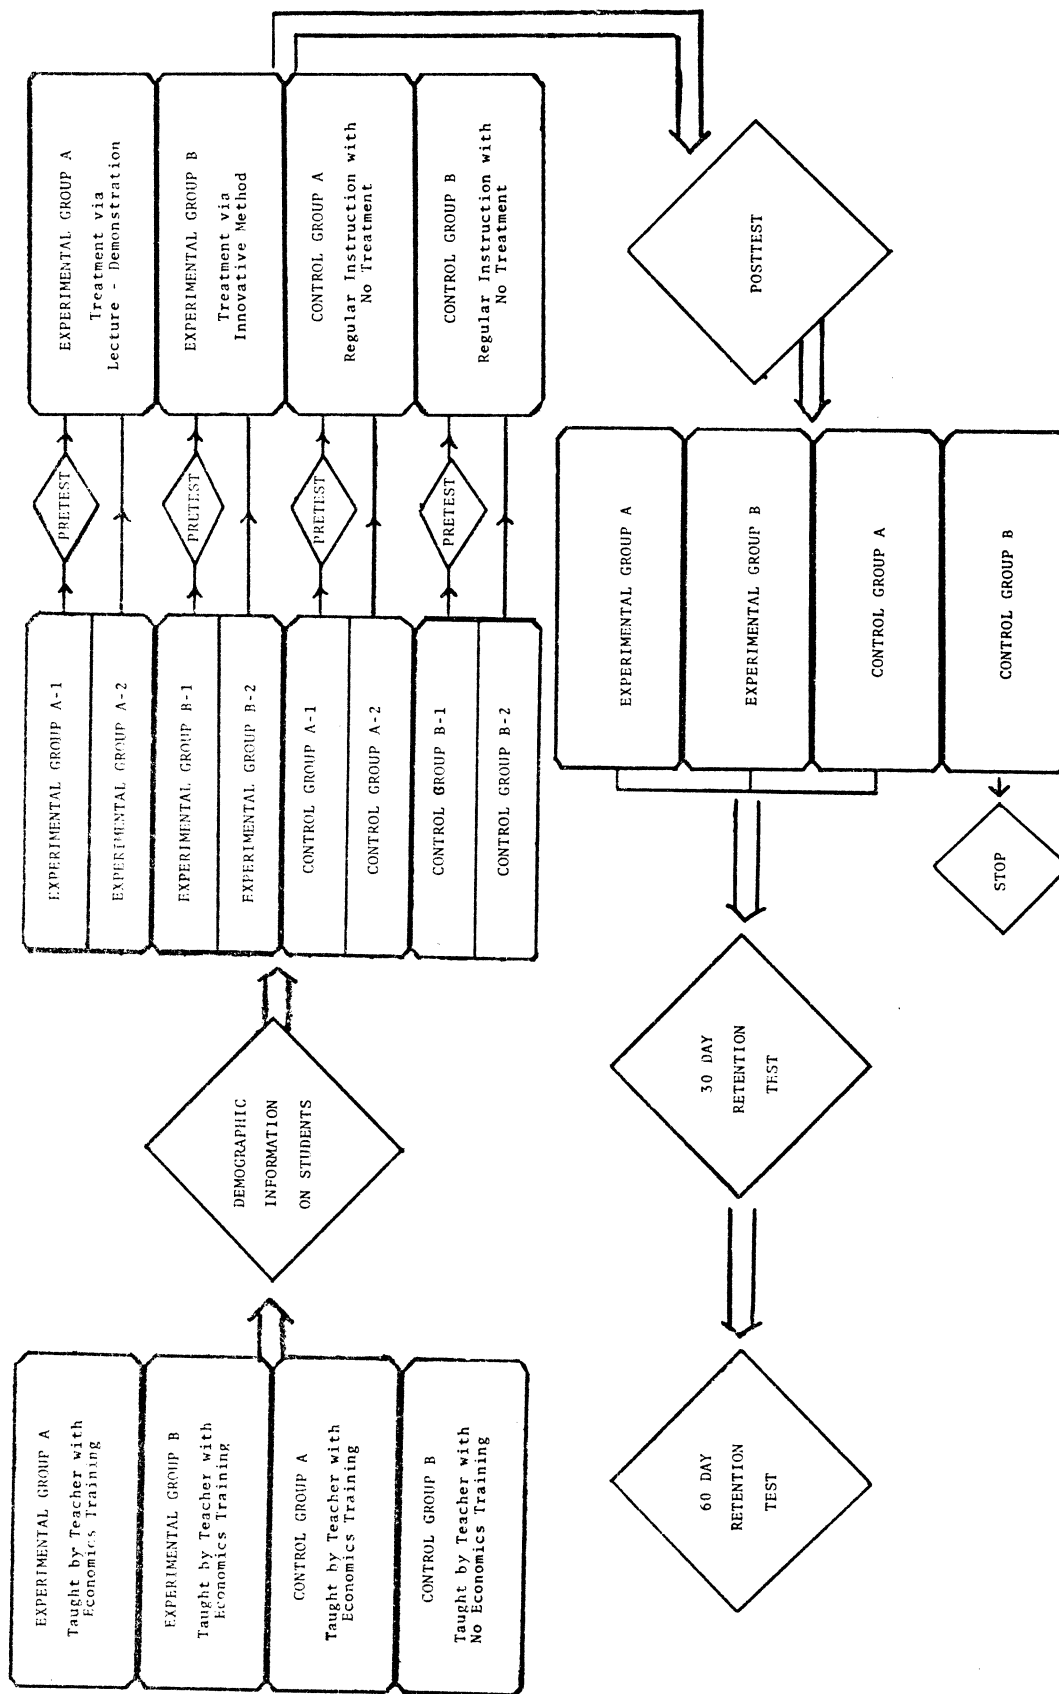 EXPERIMENTAL GROUP A
Taught by Teacher with
Economics Training
EXPERIMENTAL GROUP B
Taught by Teacher with
Economics Training
CONTROL GROUP A
Taught by Teacher with
Economics Training
CONTROL GROUP B
Taught by Teacher with
No Economics Training
DEMOGRAPHIC
INFORMATION
ON STUDENTS
EXPERIMENTAL GROUP A-1
EXPERIMENTAL GROUP A-2
EXPERIMENTAL GROUP B-1
EXPERIMENTAL GROUP B-2
CONTROL GROUP A-1
CONTROL GROUP A-2
CONTROL GROUP B-1
CONTROL GROUP B-2
PRETEST
PRETEST
PRETEST
PRETEST
EXPERIMENTAL GROUP A
Treatment via
Lecture - Demonstration
EXPERIMENTAL GROUP B
Treatment via
Innovative Method
CONTROL GROUP A
Regular Instruction with
No Treatment
CONTROL GROUP B
Regular Instruction with
No Treatment
POSTTEST
EXPERIMENTAL GROUP A
EXPERIMENTAL GROUP B
CONTROL GROUP A
CONTROL GROUP B
STOP
30 DAY
RETENTION
TEST
60 DAY
RETENTION
TEST